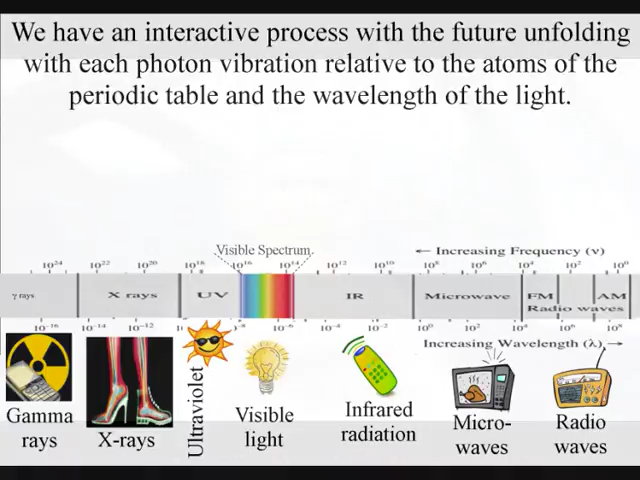 We have an interactive process with the future unfolding
with each photon vibration relative to the atoms of the
periodic table and the wavelength of the light.
Visible Spectrum
← Increasing Frequency (ν)
10²⁴ 10²² 10²⁰ 10¹⁸ 10¹⁶ 10¹⁴ 10¹² 10¹⁰ 10⁸ 10⁶ 10⁴ 10² 10⁰
γ rays X rays UV IR Microwave FM AM
Radio waves
10⁻¹⁶ 10⁻¹⁴ 10⁻¹² 10⁻⁸ 10⁻⁶ 10⁻⁴ 10⁻² 10⁰ 10² 10⁴ 10⁶ 10⁸
Increasing Wavelength (λ) →
Gamma
rays
X-rays
Ultraviolet
Visible
light
Infrared
radiation
Micro-
waves
Radio
waves